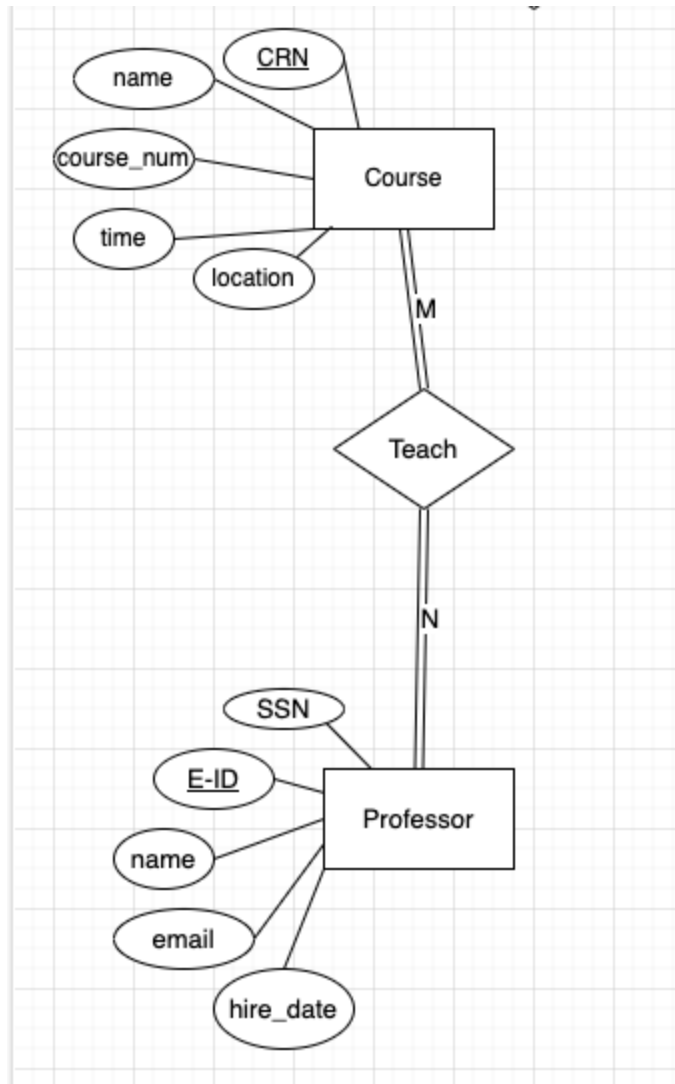 CRN
name
course_num
Course
time
location
M
Teach
N
SSN
E-ID
Professor
name
email
hire_date